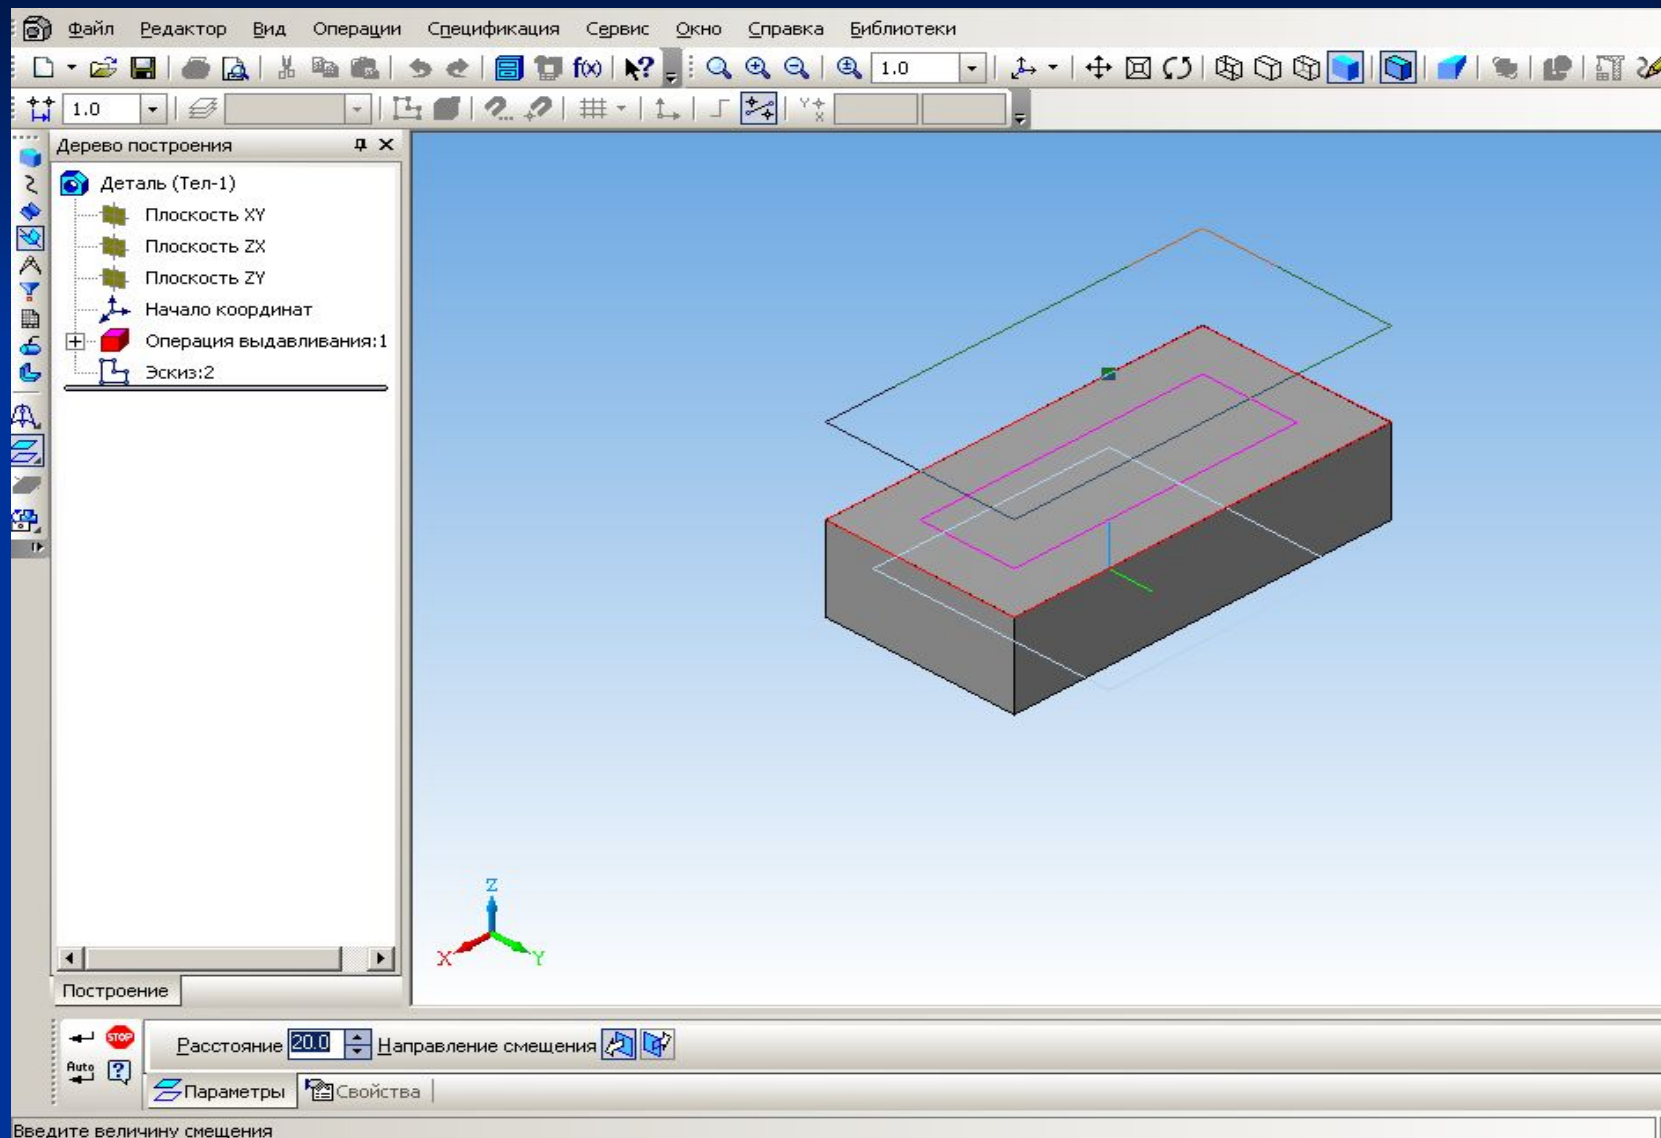 Файл Редактор Вид Операции Спецификация Сервис Окно Справка Библиотеки
f(x) ? 1.0
1.0 Y X
Дерево построения
Деталь (Тел-1)
Плоскость XY
Плоскость ZX
Плоскость ZY
Начало координат
Операция выдавливания:1
Эскиз:2
Z
X Y
Построение
STOP
Расстояние 20.0 Направление смещения
Auto ?
Параметры Свойства
Введите величину смещения